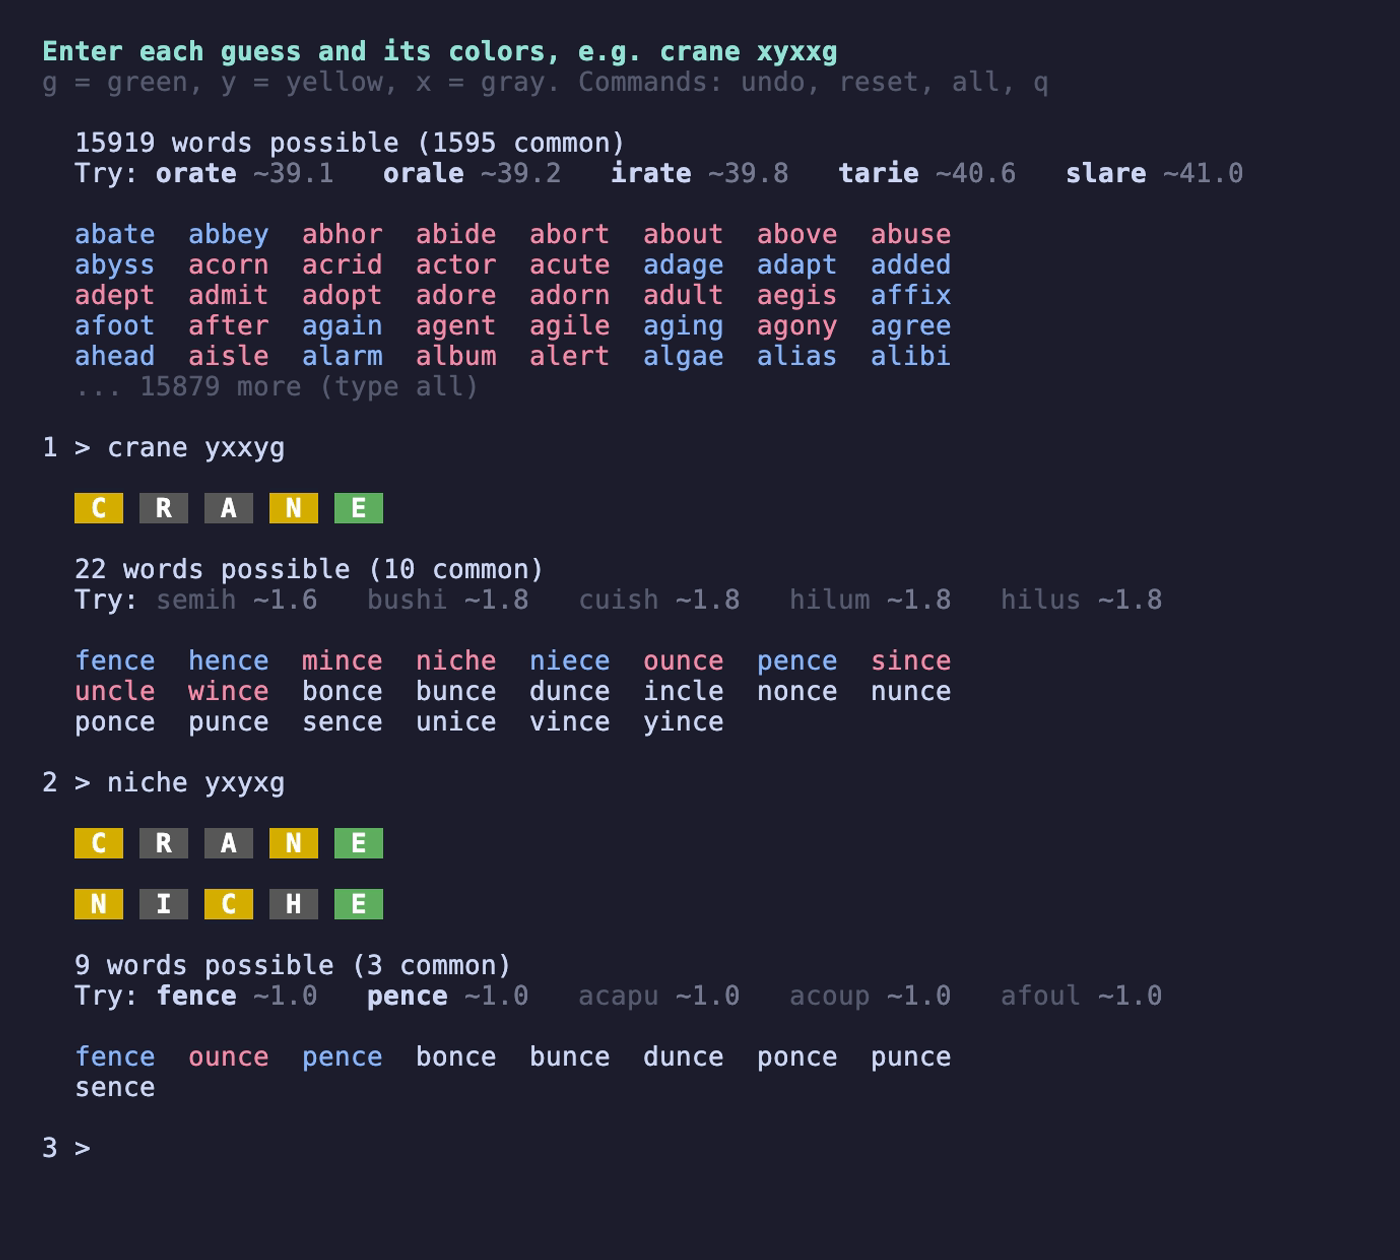 Enter each guess and its colors, e.g. crane xyxxg
g = green, y = yellow, x = gray. Commands: undo, reset, all, q
15919 words possible (1595 common)
Try: orate ~39.1 orale ~39.2 irate ~39.8 tarie ~40.6 slare ~41.0
abate abbey abhor abide abort about above abuse
abyss acorn acrid actor acute adage adapt added
adept admit adopt adore adorn adult aegis affix
afoot after again agent agile aging agony agree
ahead aisle alarm album alert algae alias alibi
... 15879 more (type all)
1 > crane yxxyg
C R A N E
22 words possible (10 common)
Try: semih ~1.6 bushi ~1.8 cuish ~1.8 hilum ~1.8 hilus ~1.8
fence hence mince niche niece ounce pence since
uncle wince bonce bunce dunce incle nonce nunce
ponce punce sence unice vince yince
2 > niche yxyxg
C R A N E
N I C H E
9 words possible (3 common)
Try: fence ~1.0 pence ~1.0 acapu ~1.0 acoup ~1.0 afoul ~1.0
fence ounce pence bonce bunce dunce ponce punce
sence
3 >